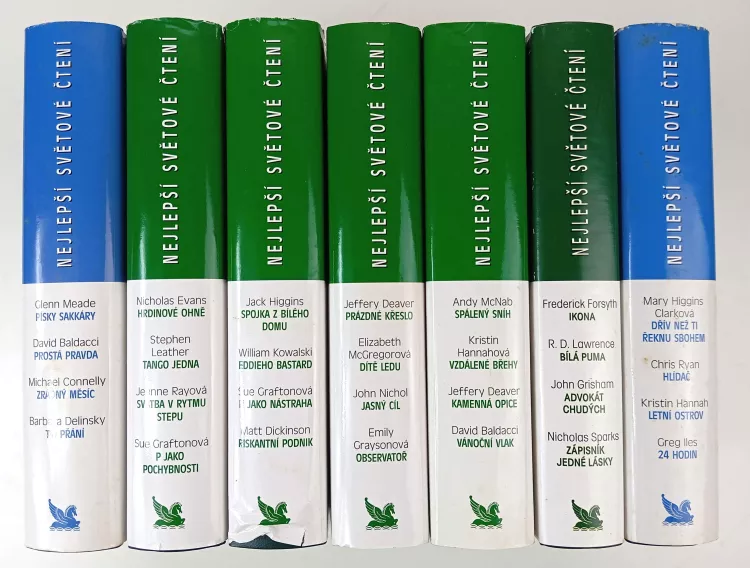 NEJLEPŠÍ SVĚTOVÉ ČTENÍ
Glenn Meade
PÍSKY SAKKÁRY
David Baldacci
PROSTÁ PRAVDA
Michael Connelly
ZRADNÝ MĚSÍC
Barbara Delinsky
TŘI PŘÁNÍ
NEJLEPŠÍ SVĚTOVÉ ČTENÍ
Nicholas Evans
HRDINOVÉ OHNĚ
Stephen
Leather
TANGO JEDNA
Jeanne Rayová
SVATBA V RYTMU
STEPU
Sue Graftonová
P JAKO
POCHYBNOSTI
NEJLEPŠÍ SVĚTOVÉ ČTENÍ
Jack Higgins
SPOJKA Z BÍLÉHO
DOMU
William Kowalski
EDDIEHO BASTARD
Sue Graftonová
JAKO NÁSTRAHA
Matt Dickinson
RISKANTNÍ PODNIK
NEJLEPŠÍ SVĚTOVÉ ČTENÍ
Jeffery Deaver
PRÁZDNÉ KŘESLO
Elizabeth
McGregorová
DÍTĚ LEDU
John Nichol
JASNÝ CÍL
Emily
Graysonová
OBSERVATOŘ
NEJLEPŠÍ SVĚTOVÉ ČTENÍ
Andy McNab
SPÁLENÝ SNÍH
Kristin
Hannahová
VZDÁLENÉ BŘEHY
Jeffery Deaver
KAMENNÁ OPICE
David Baldacci
VÁNOČNÍ VLAK
NEJLEPŠÍ SVĚTOVÉ ČTENÍ
Frederick Forsyth
IKONA
R. D. Lawrence
BÍLÁ PUMA
John Grisham
ADVOKÁT
CHUDÝCH
Nicholas Sparks
ZÁPISNÍK
JEDNÉ LÁSKY
NEJLEPŠÍ SVĚTOVÉ ČTENÍ
Mary Higgins
Clarková
DŘÍV NEŽ TI
ŘEKNU SBOHEM
Chris Ryan
HLÍDAČ
Kristin Hannah
LETNÍ OSTROV
Greg Iles
24 HODIN